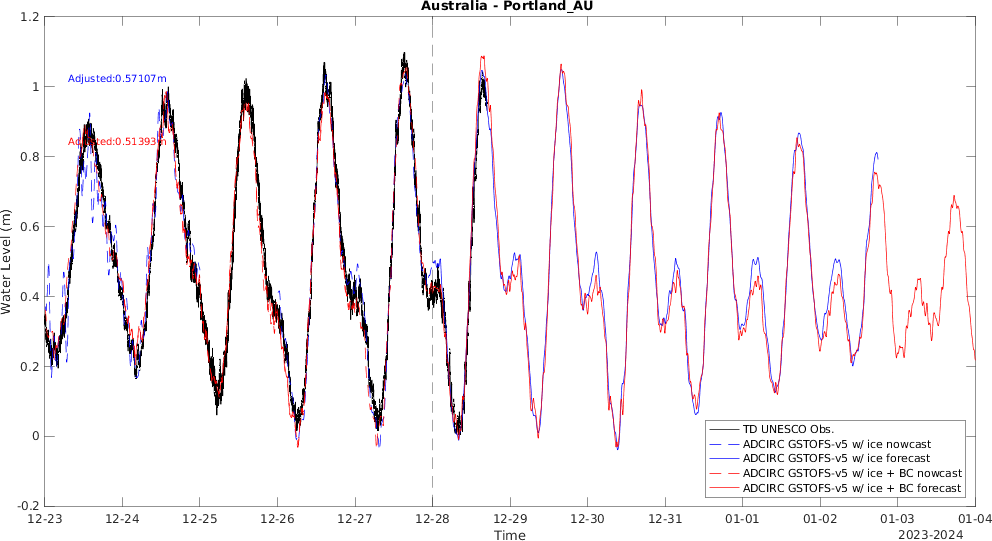 Australia - Portland_AU
Adjusted:0.57107m
Adjusted:0.51393m
Water Level (m)
1.2
1
0.8
0.6
0.4
0.2
0
-0.2
TD UNESCO Obs.
ADCIRC GSTOFS-v5 w/ ice nowcast
ADCIRC GSTOFS-v5 w/ ice forecast
ADCIRC GSTOFS-v5 w/ ice + BC nowcast
ADCIRC GSTOFS-v5 w/ ice + BC forecast
12-23 12-24 12-25 12-26 12-27 12-28 12-29 12-30 12-31 01-01 01-02 01-03 01-04
Time
2023-2024